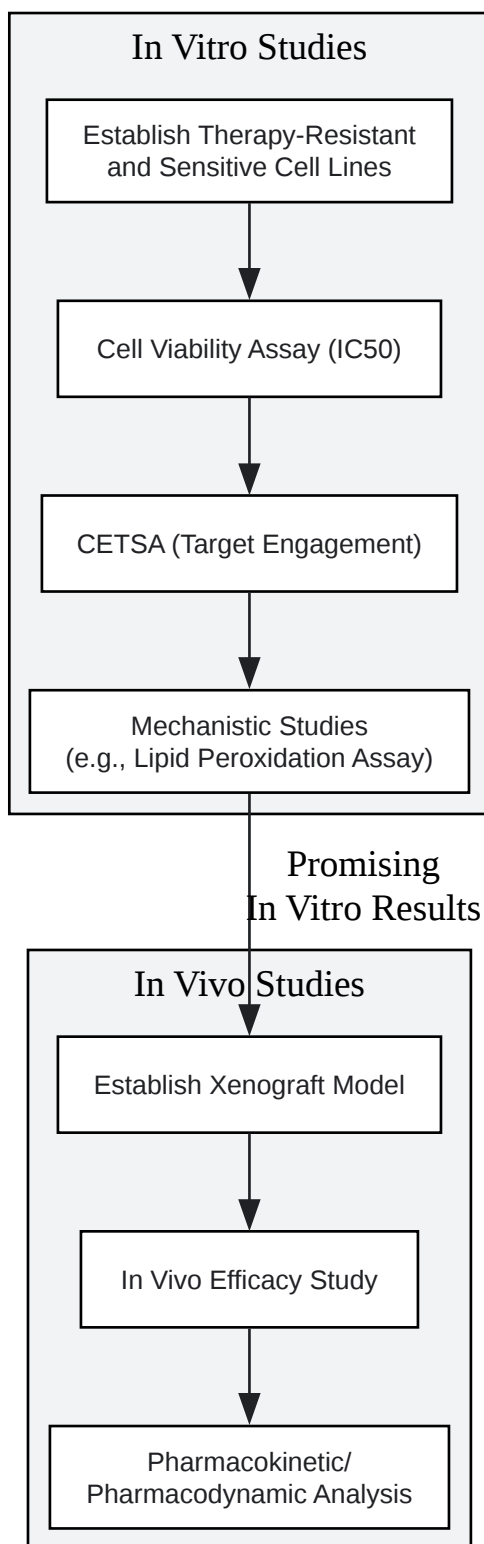 In Vitro Studies
Establish Therapy-Resistant
and Sensitive Cell Lines
Cell Viability Assay (IC50)
CETSA (Target Engagement)
Mechanistic Studies
(e.g., Lipid Peroxidation Assay)
Promising
In Vitro Results
In Vivo Studies
Establish Xenograft Model
In Vivo Efficacy Study
Pharmacokinetic/
Pharmacodynamic Analysis